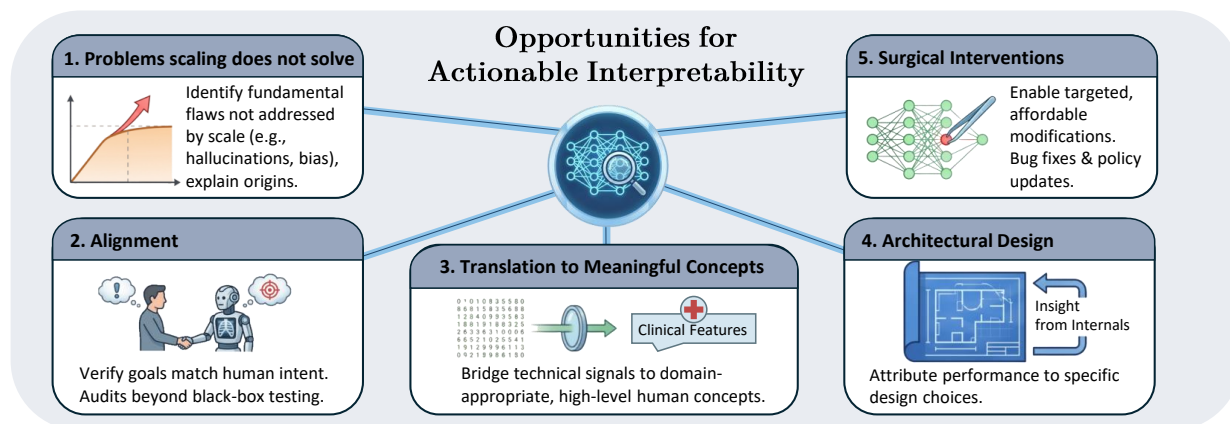 Opportunities for
Actionable Interpretability
1. Problems scaling does not solve
Identify fundamental
flaws not addressed
by scale (e.g.,
hallucinations, bias),
explain origins.
2. Alignment
!
Verify goals match human intent.
Audits beyond black-box testing.
3. Translation to Meaningful Concepts
Clinical Features
Bridge technical signals to domain-
appropriate, high-level human concepts.
4. Architectural Design
Insight
from Internals
Attribute performance to specific
design choices.
5. Surgical Interventions
Enable targeted,
affordable
modifications.
Bug fixes & policy
updates.